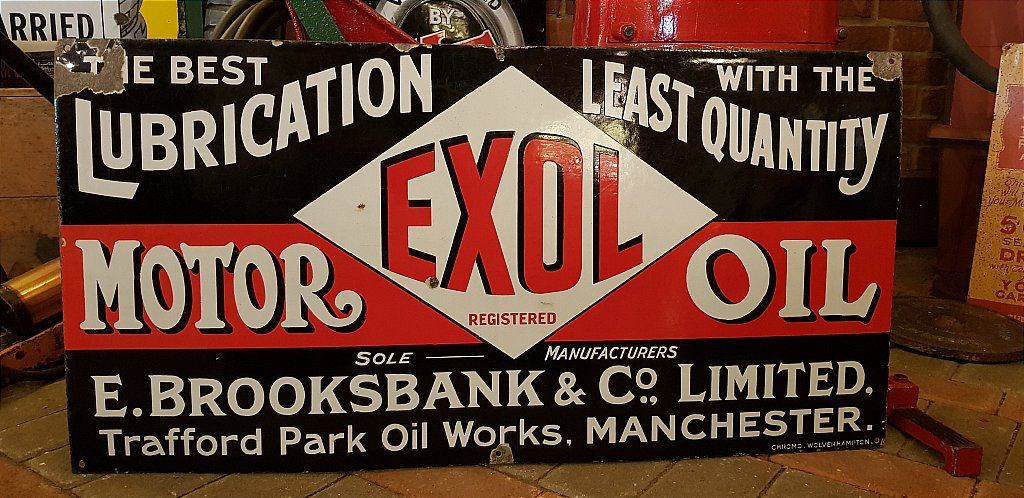 ARRIED
BY
THE BEST
LUBRICATION
WITH THE
LEAST QUANTITY
EXOL
REGISTERED
MOTOR OIL
SOLE — MANUFACTURERS
E. BROOKSBANK & Co., LIMITED,
Trafford Park Oil Works, MANCHESTER.
CHROMO. WOLVERHAMPTON.